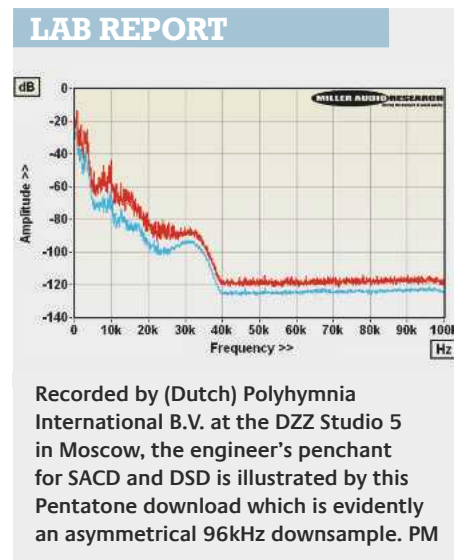 LAB REPORT
dB
MILLER AUDIO RESEARCH
0
-20
-40
-60
-80
-100
-120
-140
Amplitude >>
0 10k 20k 30k 40k 50k 60k 70k 80k 90k 100k
Frequency >>
Hz
Recorded by (Dutch) Polyhymnia
International B.V. at the DZZ Studio 5
in Moscow, the engineer's penchant
for SACD and DSD is illustrated by this
Pentatone download which is evidently
an asymmetrical 96kHz downsample. PM